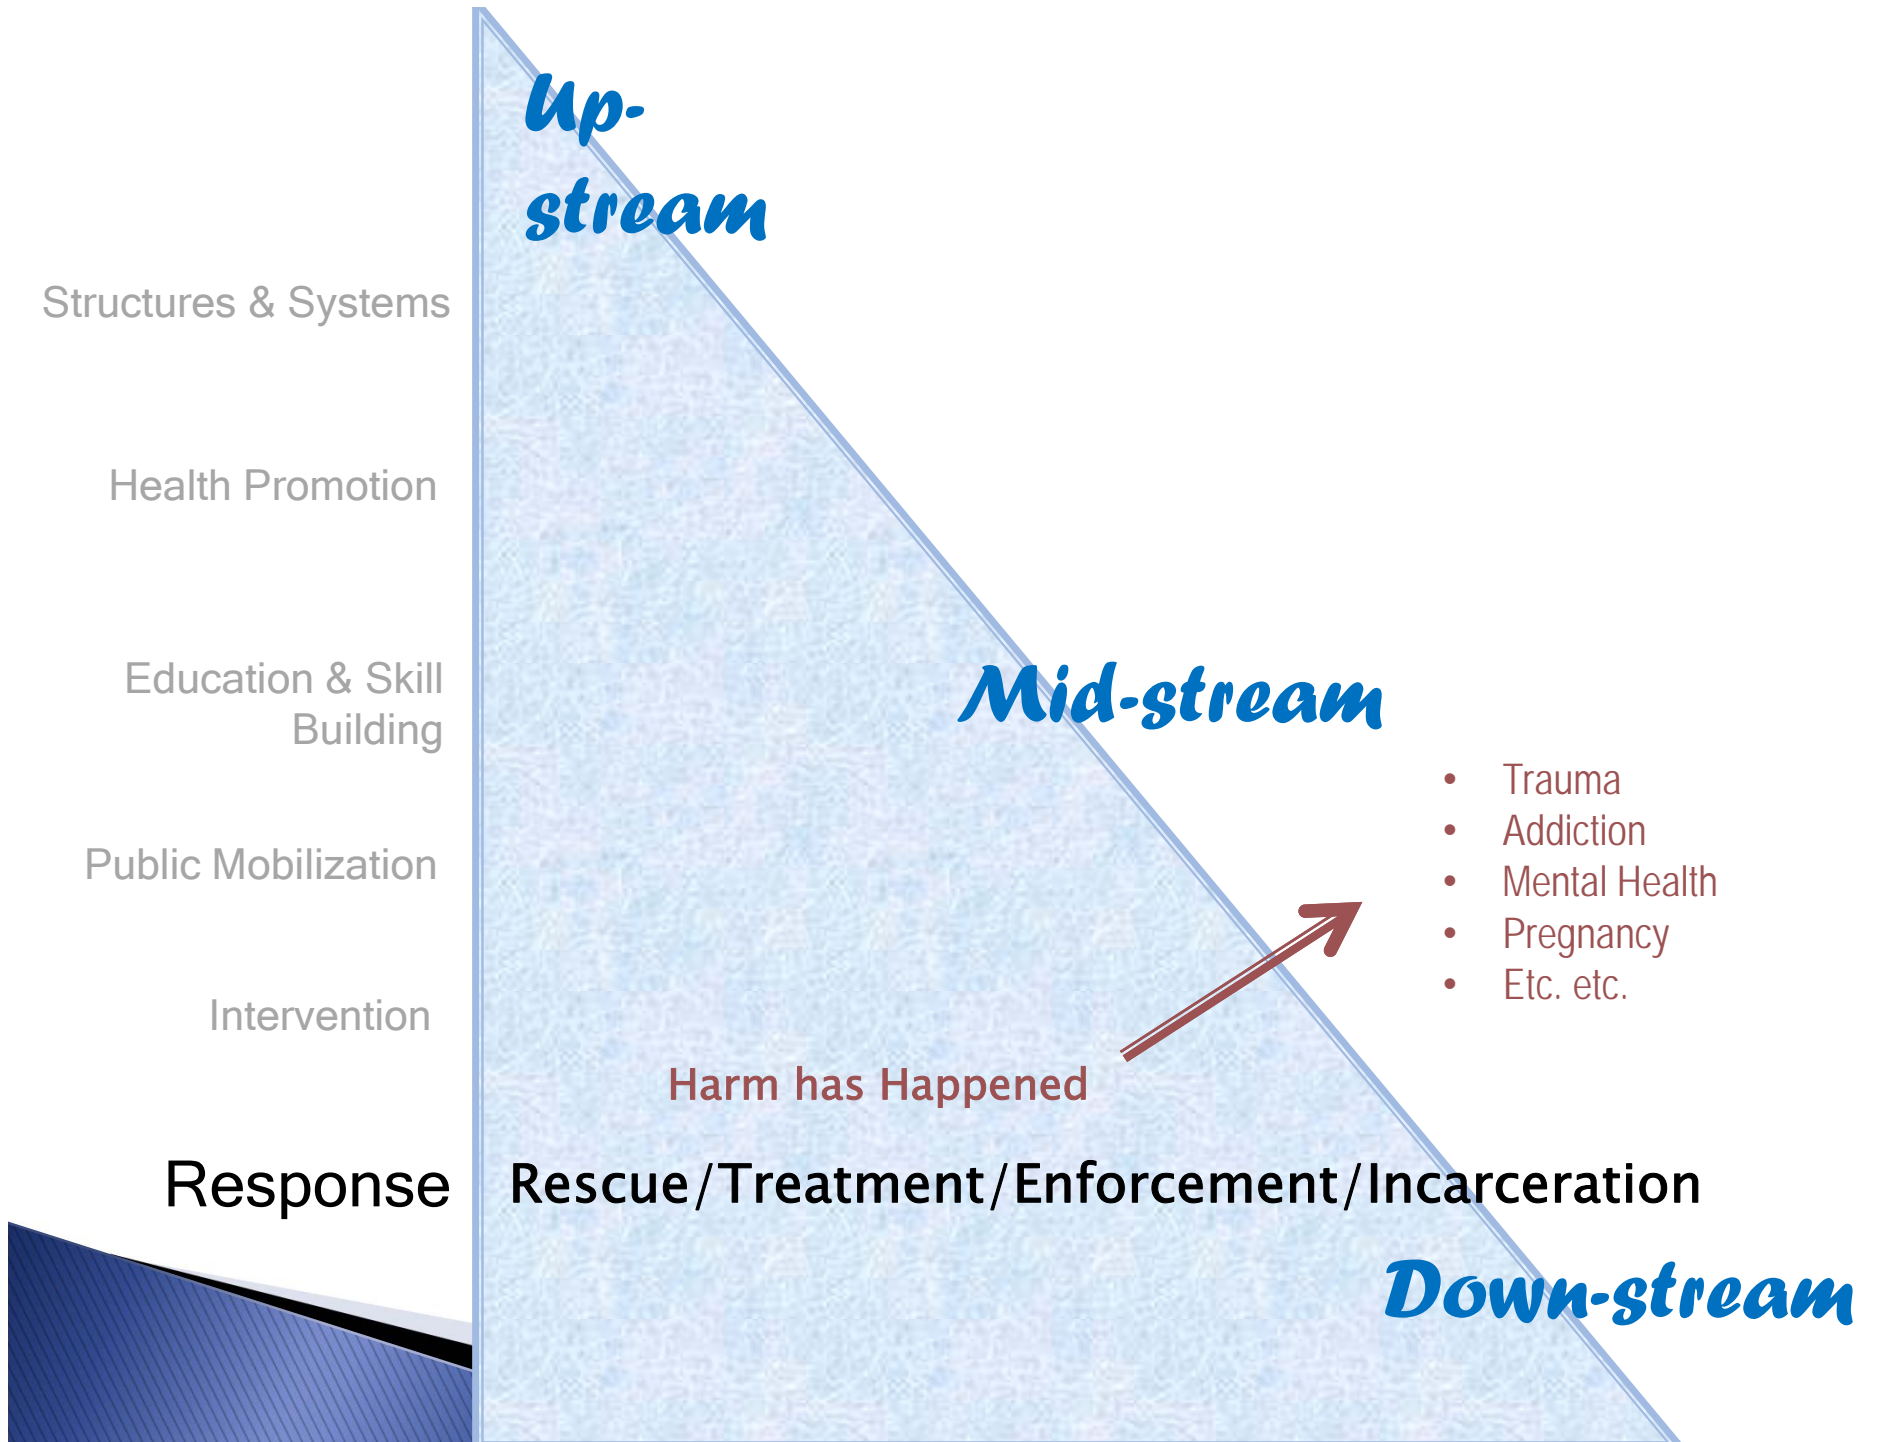 Up-
stream
Structures & Systems
Health Promotion
Education & Skill
Building
Mid-stream
• Trauma
• Addiction
• Mental Health
• Pregnancy
• Etc. etc.
Public Mobilization
Intervention
Harm has Happened
Response
Rescue/Treatment/Enforcement/Incarceration
Down-stream